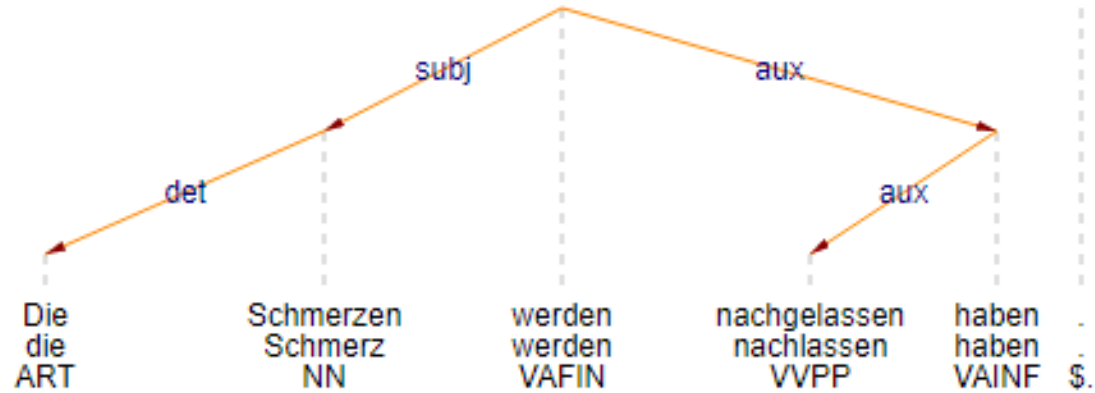 subj aux
det aux
Die Schmerzen werden nachgelassen haben .
die Schmerz werden nachlassen haben .
ART NN VAFIN VVPP VAINF $.